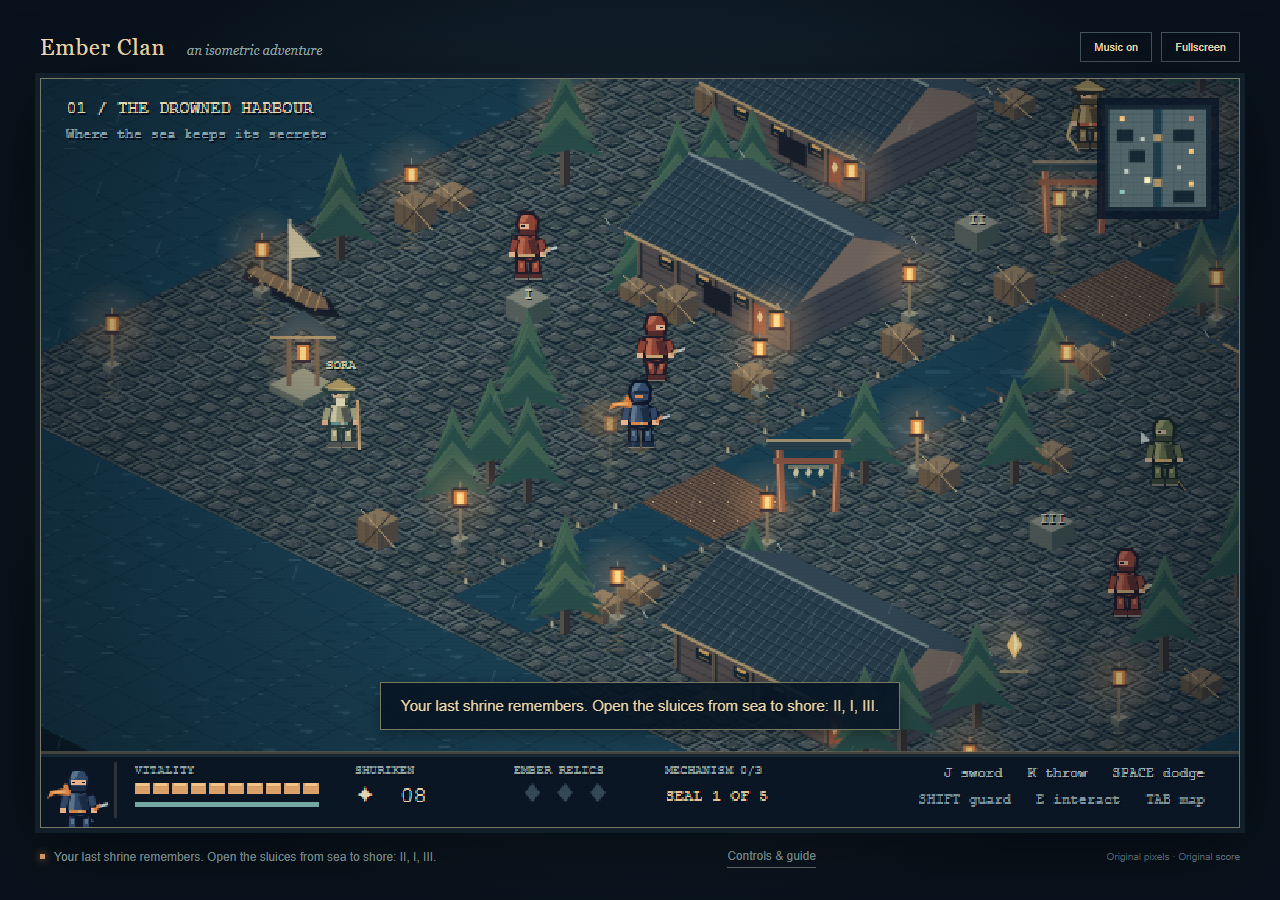 Ember Clan an isometric adventure
Music on
Fullscreen
01 / THE DROWNED HARBOUR
Where the sea keeps its secrets
II
I
SORA
III
Your last shrine remembers. Open the sluices from sea to shore: II, I, III.
VITALITY
SHURIKEN
08
EMBER RELICS
MECHANISM 0/3
SEAL 1 OF 5
J sword K throw SPACE dodge
SHIFT guard E interact TAB map
Your last shrine remembers. Open the sluices from sea to shore: II, I, III.
Controls & guide
Original pixels · Original score